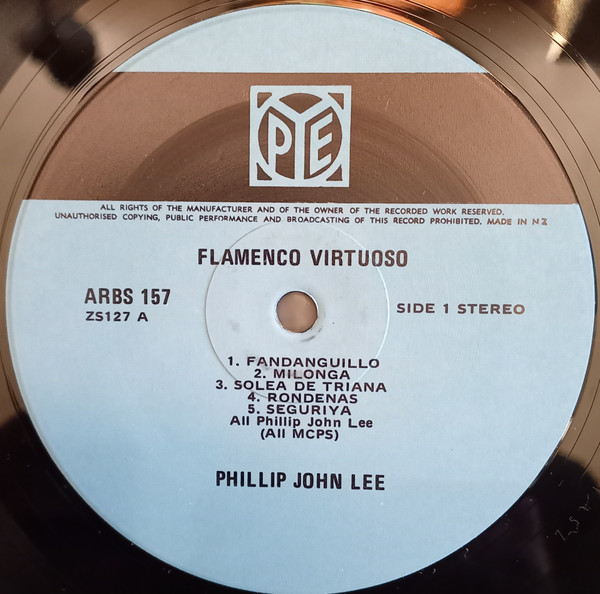 PYE
ALL RIGHTS OF THE MANUFACTURER AND OF THE OWNER OF THE RECORDED WORK RESERVED.
UNAUTHORISED COPYING, PUBLIC PERFORMANCE AND BROADCASTING OF THIS RECORD PROHIBITED. MADE IN NZ
FLAMENCO VIRTUOSO
ARBS 157
ZS127 A
SIDE 1 STEREO
1. FANDANGUILLO
2. MILONGA
3. SOLEA DE TRIANA
4. RONDENAS
5. SEGURIYA
All Phillip John Lee
(All MCPS)
PHILLIP JOHN LEE